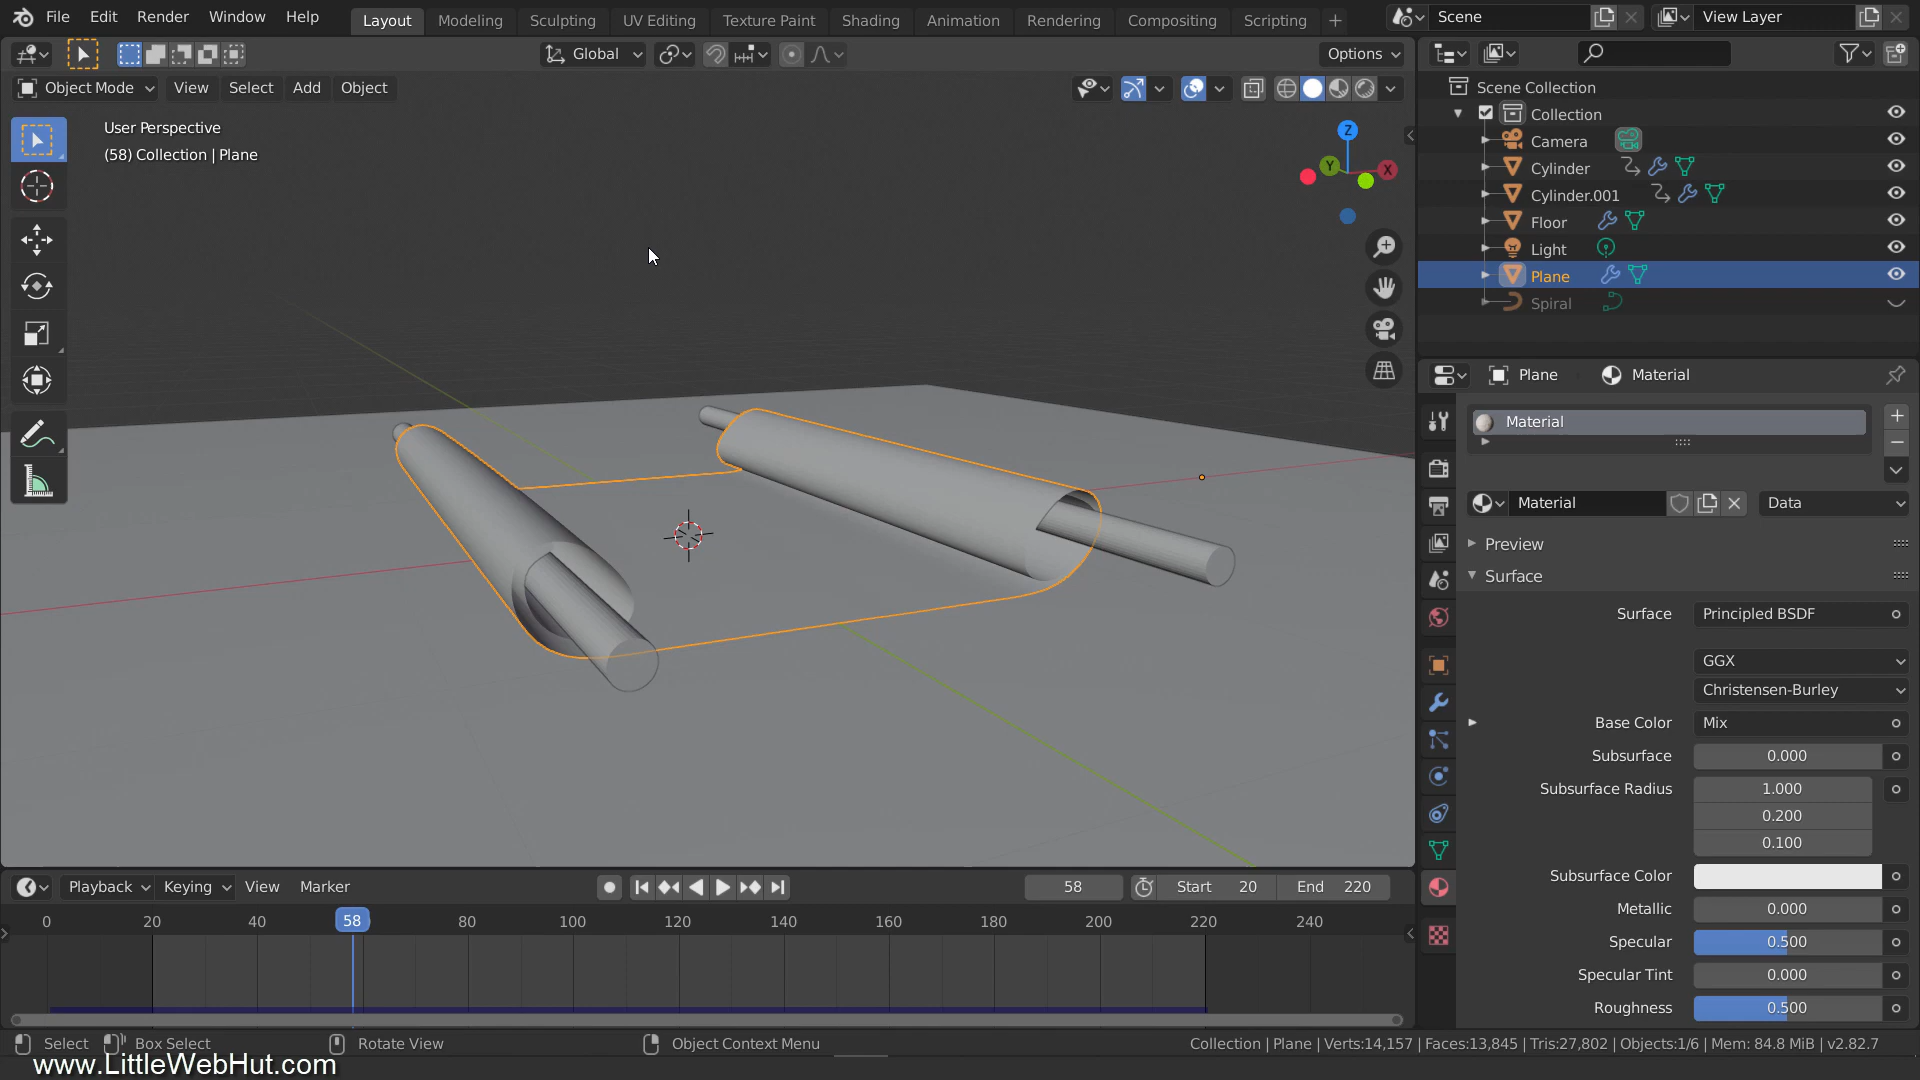 File Edit Render Window Help
Layout Modeling Sculpting UV Editing Texture Paint Shading Animation Rendering Compositing Scripting +
Scene
View Layer
Global
Options
Object Mode View Select Add Object
User Perspective
(58) Collection | Plane
Z
Y
X
Scene Collection
Collection
Camera
Cylinder
Cylinder.001
Floor
Light
Plane
Spiral
Plane
Material
Material
Material
Data
Preview
Surface
Surface Principled BSDF
GGX
Christensen-Burley
Base Color Mix
Subsurface 0.000
Subsurface Radius 1.000
0.200
0.100
Subsurface Color
Metallic 0.000
Specular 0.500
Specular Tint 0.000
Roughness 0.500
Playback Keying View Marker
58
Start 20
End 220
0 20 40 58 80 100 120 140 160 180 200 220 240
Select
Box Select
Rotate View
Object Context Menu
Collection | Plane | Verts:14,157 | Faces:13,845 | Tris:27,802 | Objects:1/6 | Mem: 84.8 MiB | v2.82.7
www.LittleWebHut.com